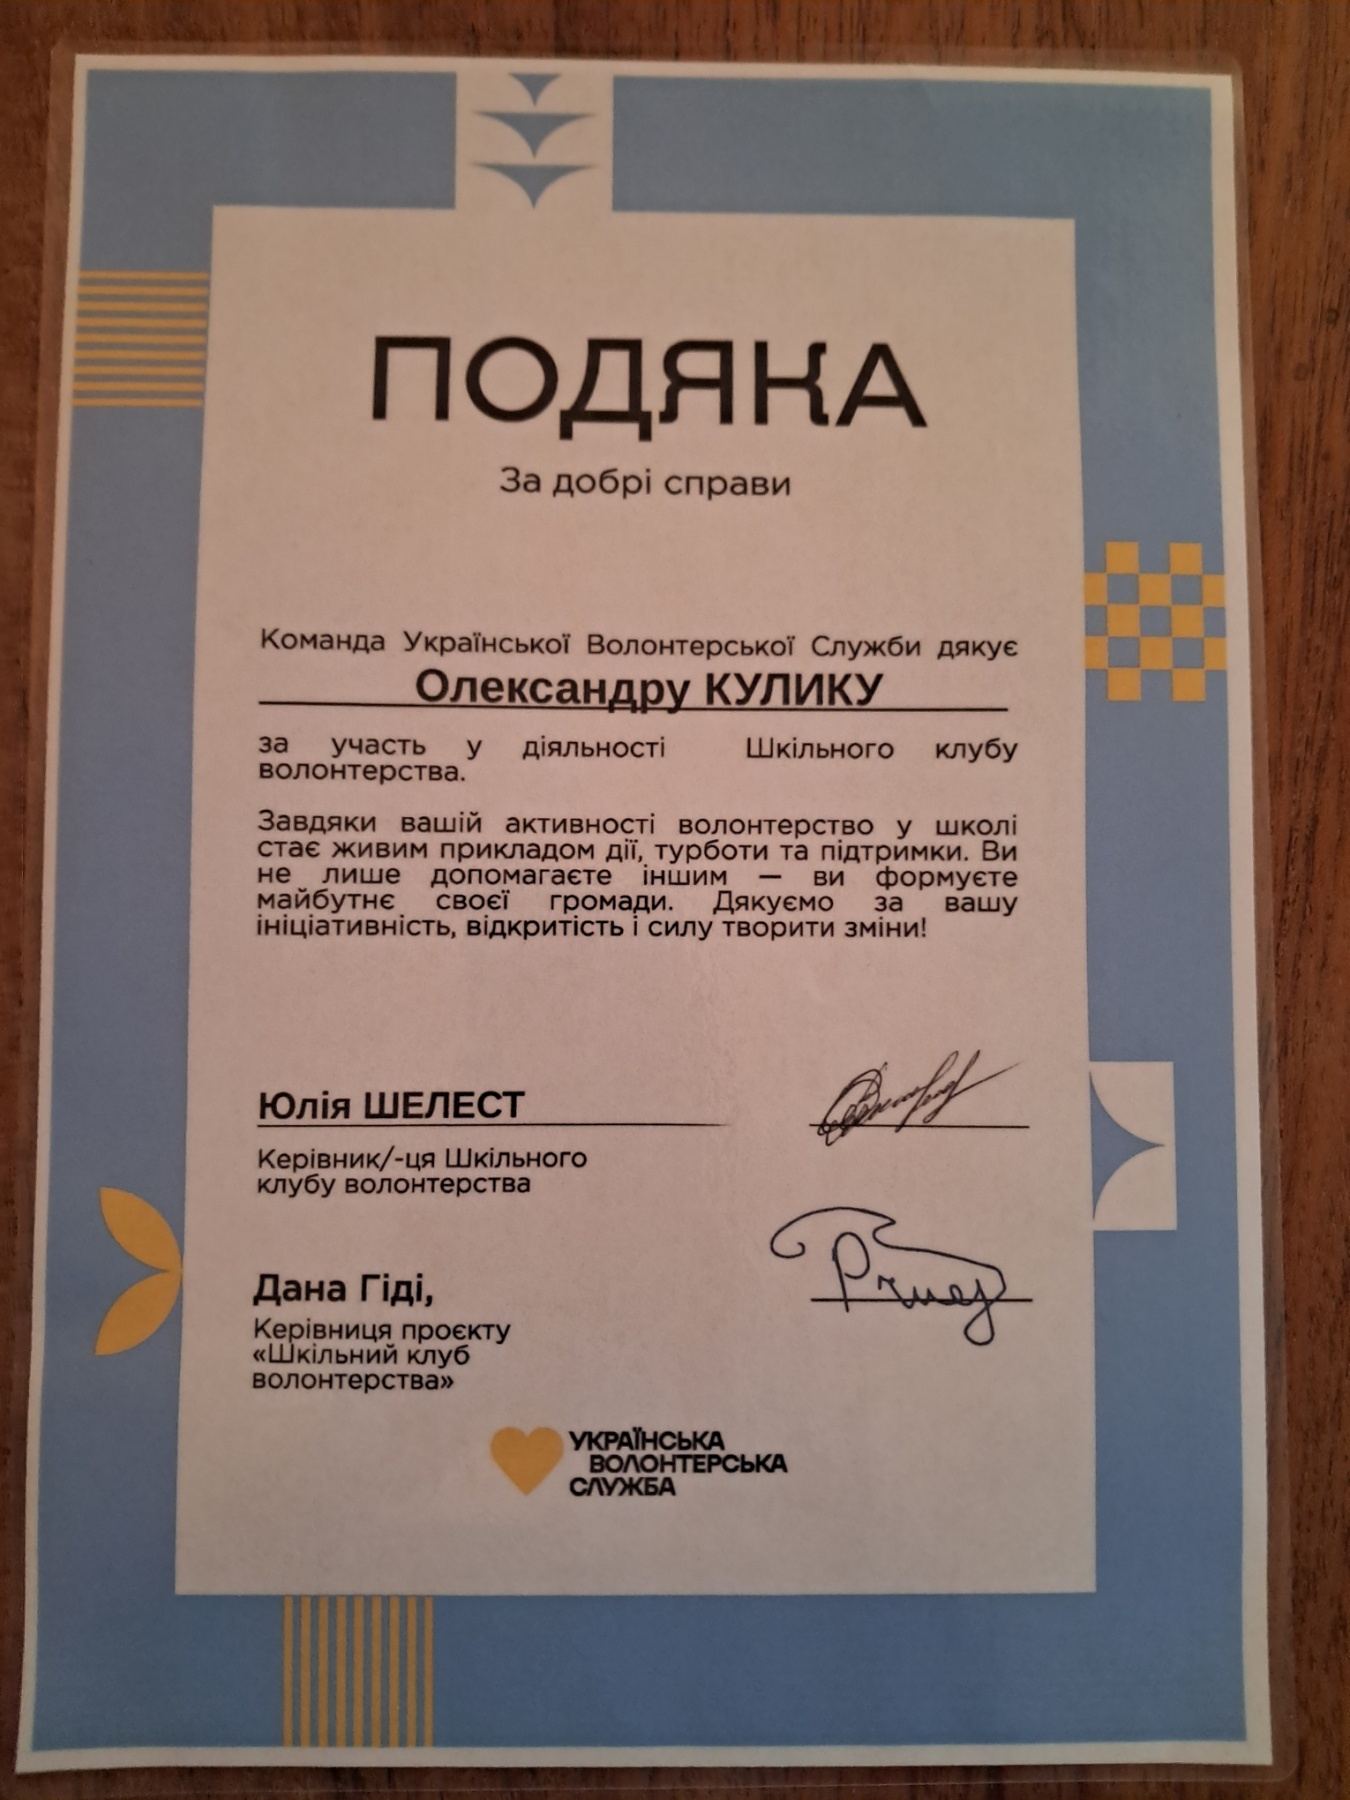 ПОДЯКА
За добрі справи
Команда Української Волонтерської Служби дякує
Олександру КУЛИКУ
за участь у діяльності Шкільного клубу
волонтерства.
Завдяки вашій активності волонтерство у школі
стає живим прикладом дії, турботи та підтримки. Ви
не лише допомагаєте іншим — ви формуєте
майбутнє своєї громади. Дякуємо за вашу
ініціативність, відкритість і силу творити зміни!
Юлія ШЕЛЕСТ
Керівник/-ця Шкільного
клубу волонтерства
Дана Гіді,
Керівниця проєкту
«Шкільний клуб
волонтерства»
УКРАЇНСЬКА
ВОЛОНТЕРСЬКА
СЛУЖБА